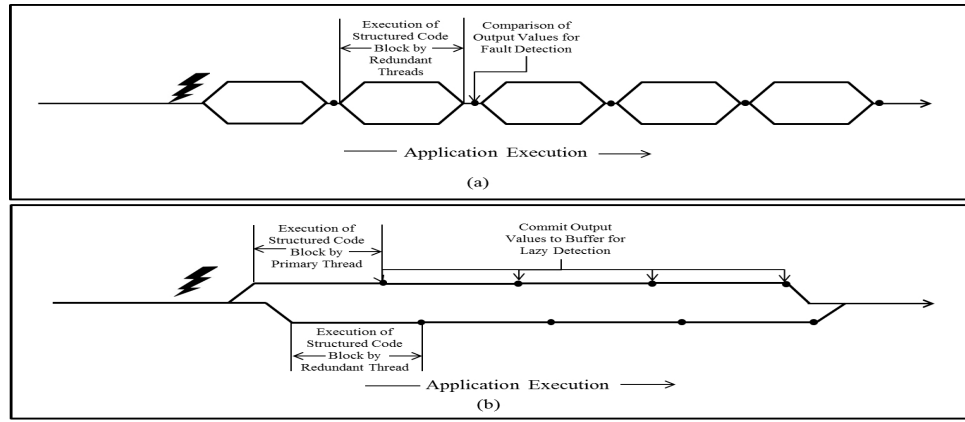 Execution of
Structured Code
Block by
Redundant
Threads
Comparison of
Output Values for
Fault Detection
Application Execution
(a)
Execution of
Structured Code
Block by
Primary Thread
Commit Output
Values to Buffer for
Lazy Detection
Execution of
Structured Code
Block by
Redundant Thread
Application Execution
(b)